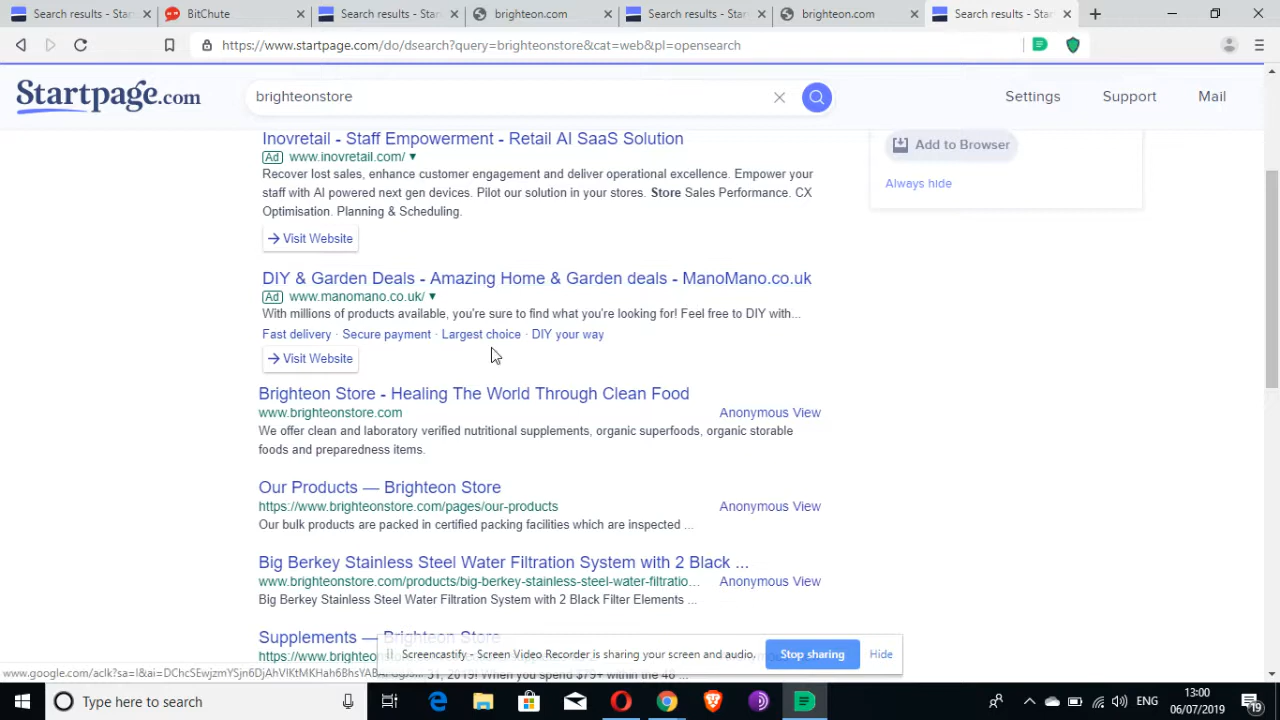 Search results - Sta
BitChute
Search results - Star
brighteon.com
Search results - Star
brighteon.com
Search results - Star
https://www.startpage.com/do/dsearch?query=brighteonstore&cat=web&pl=opensearch
Startpage.com
brighteonstore
Settings
Support
Mail
Inovretail - Staff Empowerment - Retail AI SaaS Solution
Ad www.inovretail.com/
Recover lost sales, enhance customer engagement and deliver operational excellence. Empower your
staff with AI powered next gen devices. Pilot our solution in your stores. Store Sales Performance. CX
Optimisation. Planning & Scheduling.
Visit Website
Add to Browser
Always hide
DIY & Garden Deals - Amazing Home & Garden deals - ManoMano.co.uk
Ad www.manomano.co.uk/
With millions of products available, you're sure to find what you're looking for! Feel free to DIY with...
Fast delivery · Secure payment · Largest choice · DIY your way
Visit Website
Brighteon Store - Healing The World Through Clean Food
www.brighteonstore.com Anonymous View
We offer clean and laboratory verified nutritional supplements, organic superfoods, organic storable
foods and preparedness items.
Our Products — Brighteon Store
https://www.brighteonstore.com/pages/our-products Anonymous View
Our bulk products are packed in certified packing facilities which are inspected ...
Big Berkey Stainless Steel Water Filtration System with 2 Black ...
www.brighteonstore.com/products/big-berkey-stainless-steel-water-filtratio... Anonymous View
Big Berkey Stainless Steel Water Filtration System with 2 Black Filter Elements ...
Supplements — Brighteon Store
Screencastify - Screen Video Recorder is sharing your screen and audio.
Stop sharing
Hide
https://www.brighteo
31, 2019! When you spend $79+ within the 48 ...
Type here to search
ENG
13:00
06/07/2019
19